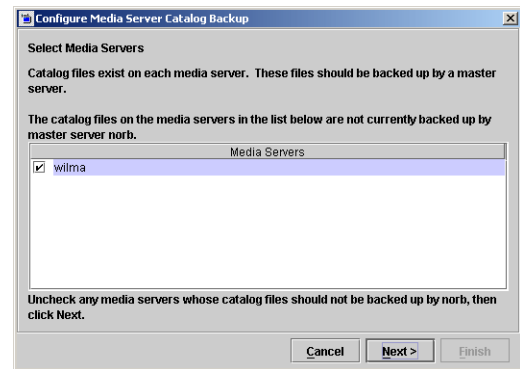 Configure Media Server Catalog Backup
Select Media Servers
Catalog files exist on each media server. These files should be backed up by a master
server.
The catalog files on the media servers in the list below are not currently backed up by
master server norb.
Media Servers
wilma
Uncheck any media servers whose catalog files should not be backed up by norb, then
click Next.
Cancel Next > Finish